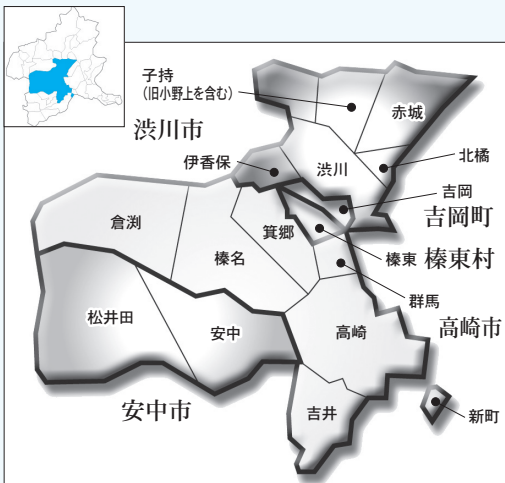 子持
(旧小野上を含む)
赤城
渋川市
北橘
伊香保
渋川
吉岡
吉岡町
倉渕
箕郷
榛東
榛東村
榛名
群馬
松井田
安中
高崎
高崎市
安中市
吉井
新町